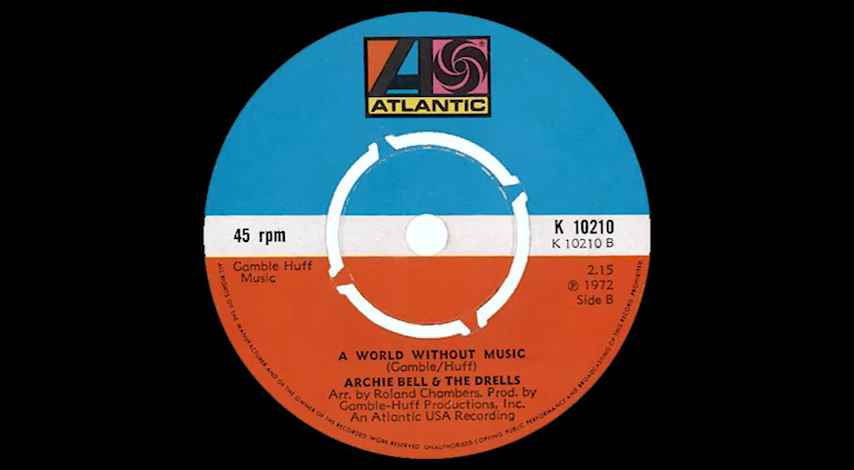 ATLANTIC
45 rpm
K 10210
K 10210 B
Gamble Huff
Music
2.15
℗ 1972
Side B
A WORLD WITHOUT MUSIC
(Gamble/Huff)
ARCHIE BELL & THE DRELLS
Arr. by Roland Chambers. Prod. by
Gamble-Huff Productions, Inc.
An Atlantic USA Recording
ALL RIGHTS OF THE MANUFACTURER AND OF THE OWNER OF THE RECORDED WORK RESERVED. UNAUTHORISED COPYING, PUBLIC PERFORMANCE AND BROADCASTING OF THIS RECORD PROHIBITED.